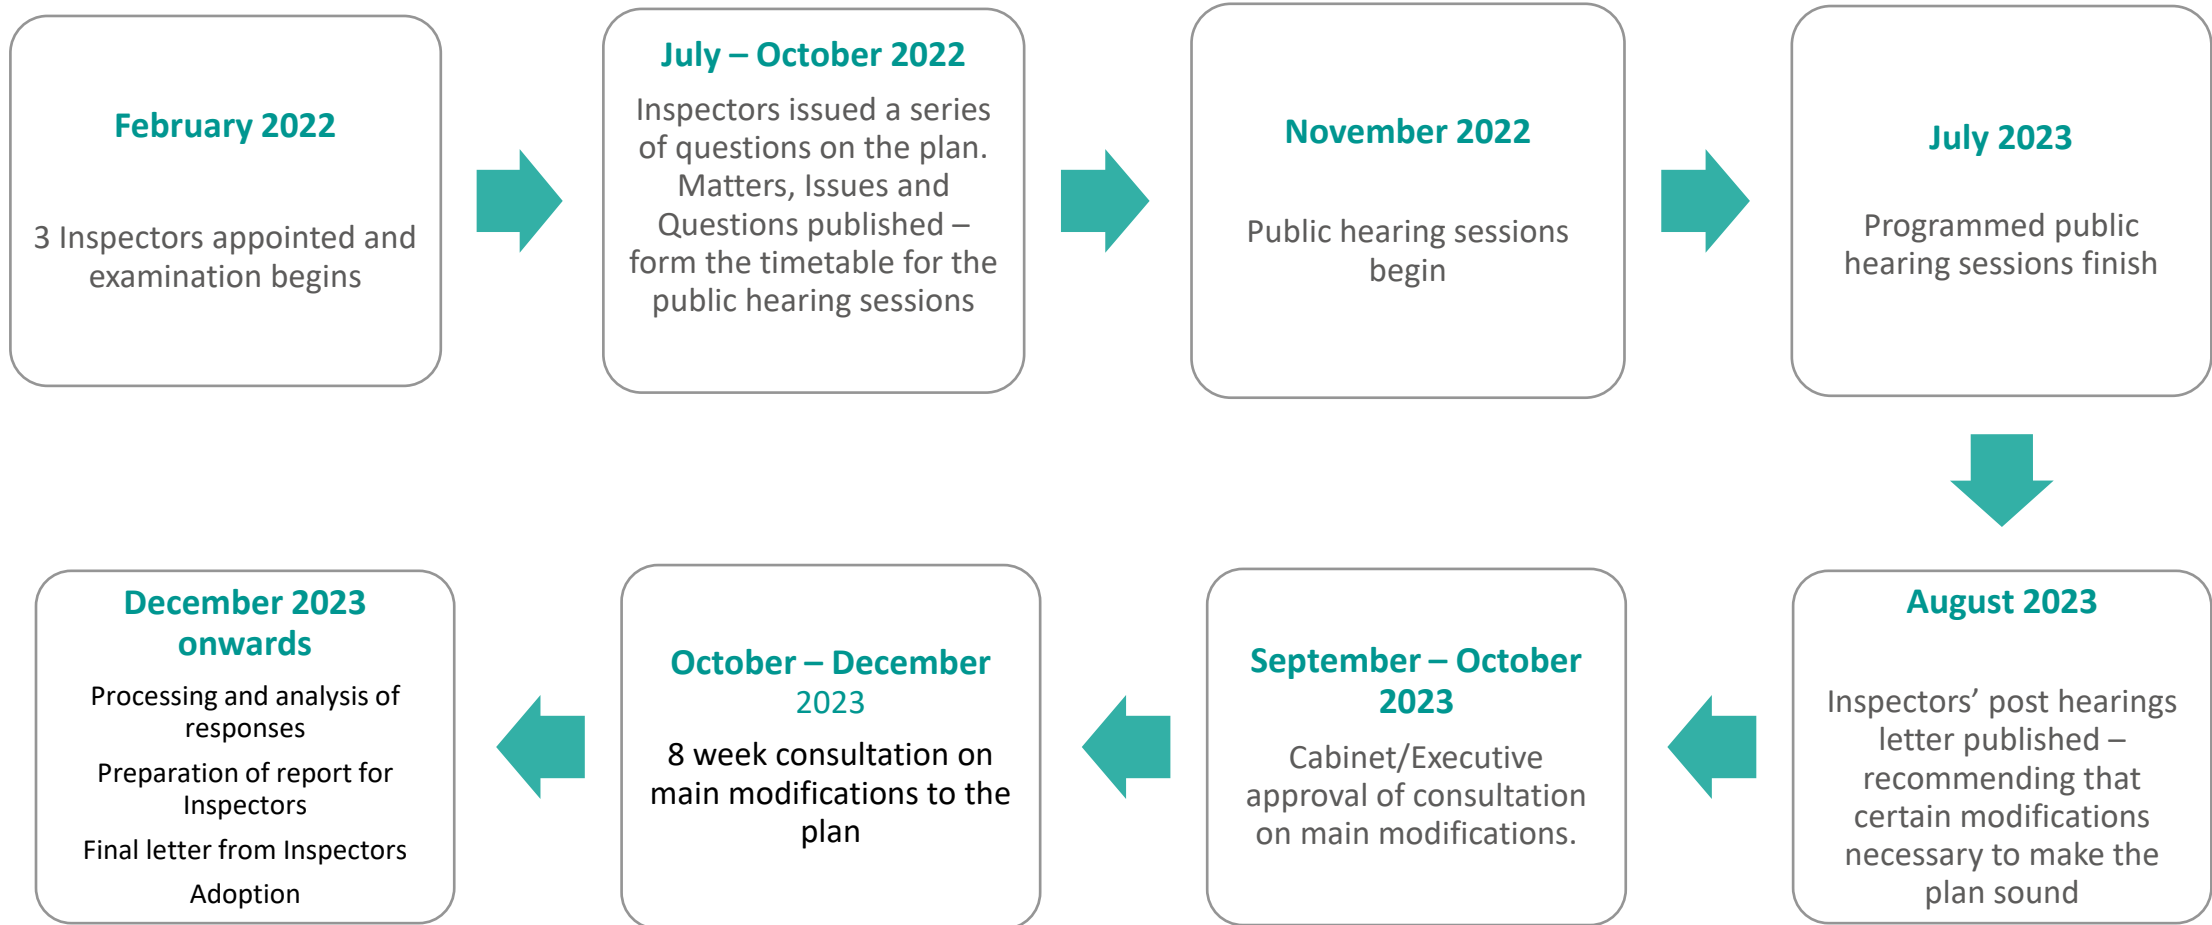 February 2022
3 Inspectors appointed and
examination begins
July – October 2022
Inspectors issued a series
of questions on the plan.
Matters, Issues and
Questions published –
form the timetable for the
public hearing sessions
November 2022
Public hearing sessions
begin
July 2023
Programmed public
hearing sessions finish
August 2023
Inspectors’ post hearings
letter published –
recommending that
certain modifications
necessary to make the
plan sound
September – October
2023
Cabinet/Executive
approval of consultation
on main modifications.
October – December
2023
8 week consultation on
main modifications to the
plan
December 2023
onwards
Processing and analysis of
responses
Preparation of report for
Inspectors
Final letter from Inspectors
Adoption